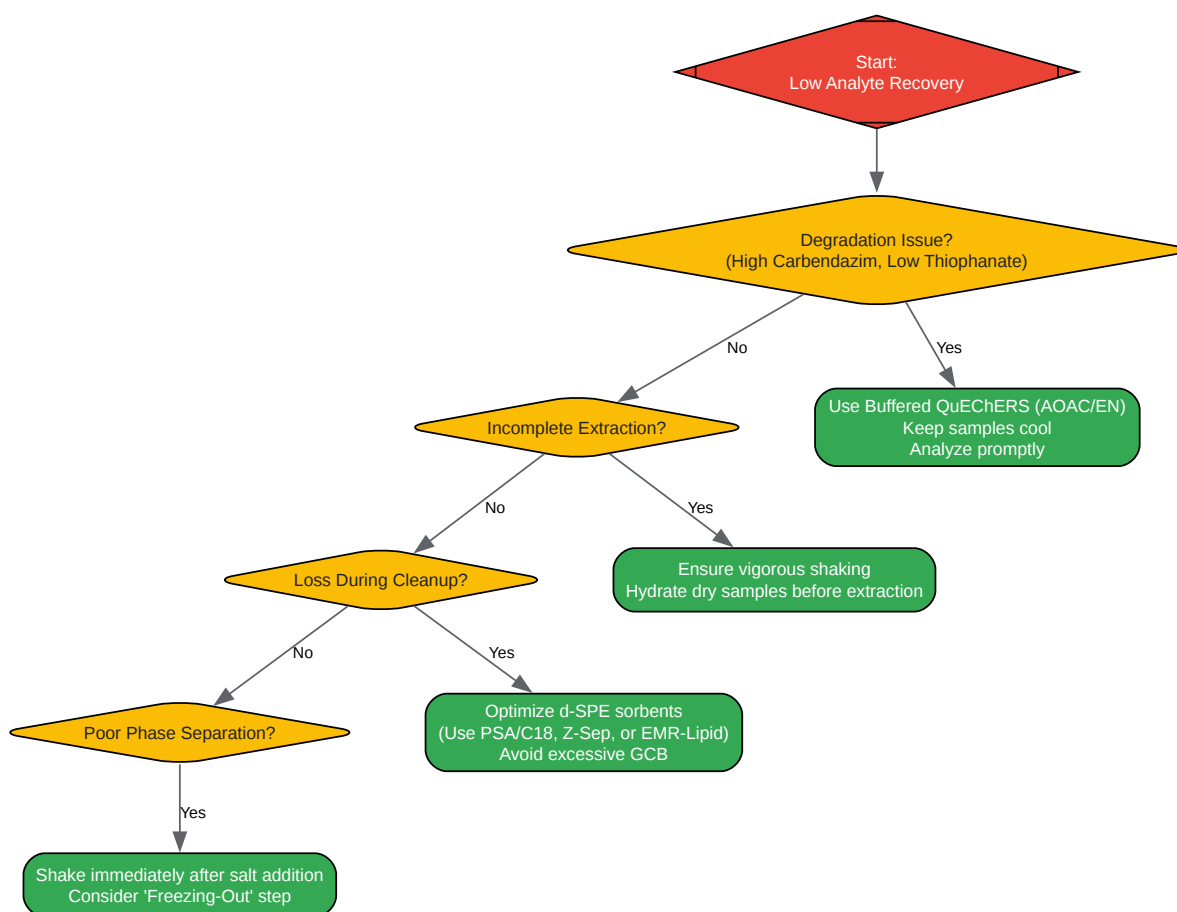 Start:
Low Analyte Recovery
Degradation Issue?
(High Carbendazim, Low Thiophanate)
No
Yes
Use Buffered QuEChERS (AOAC/EN)
Keep samples cool
Analyze promptly
Incomplete Extraction?
No
Yes
Ensure vigorous shaking
Hydrate dry samples before extraction
Loss During Cleanup?
No
Yes
Optimize d-SPE sorbents
(Use PSA/C18, Z-Sep, or EMR-Lipid)
Avoid excessive GCB
Poor Phase Separation?
Yes
Shake immediately after salt addition
Consider 'Freezing-Out' step